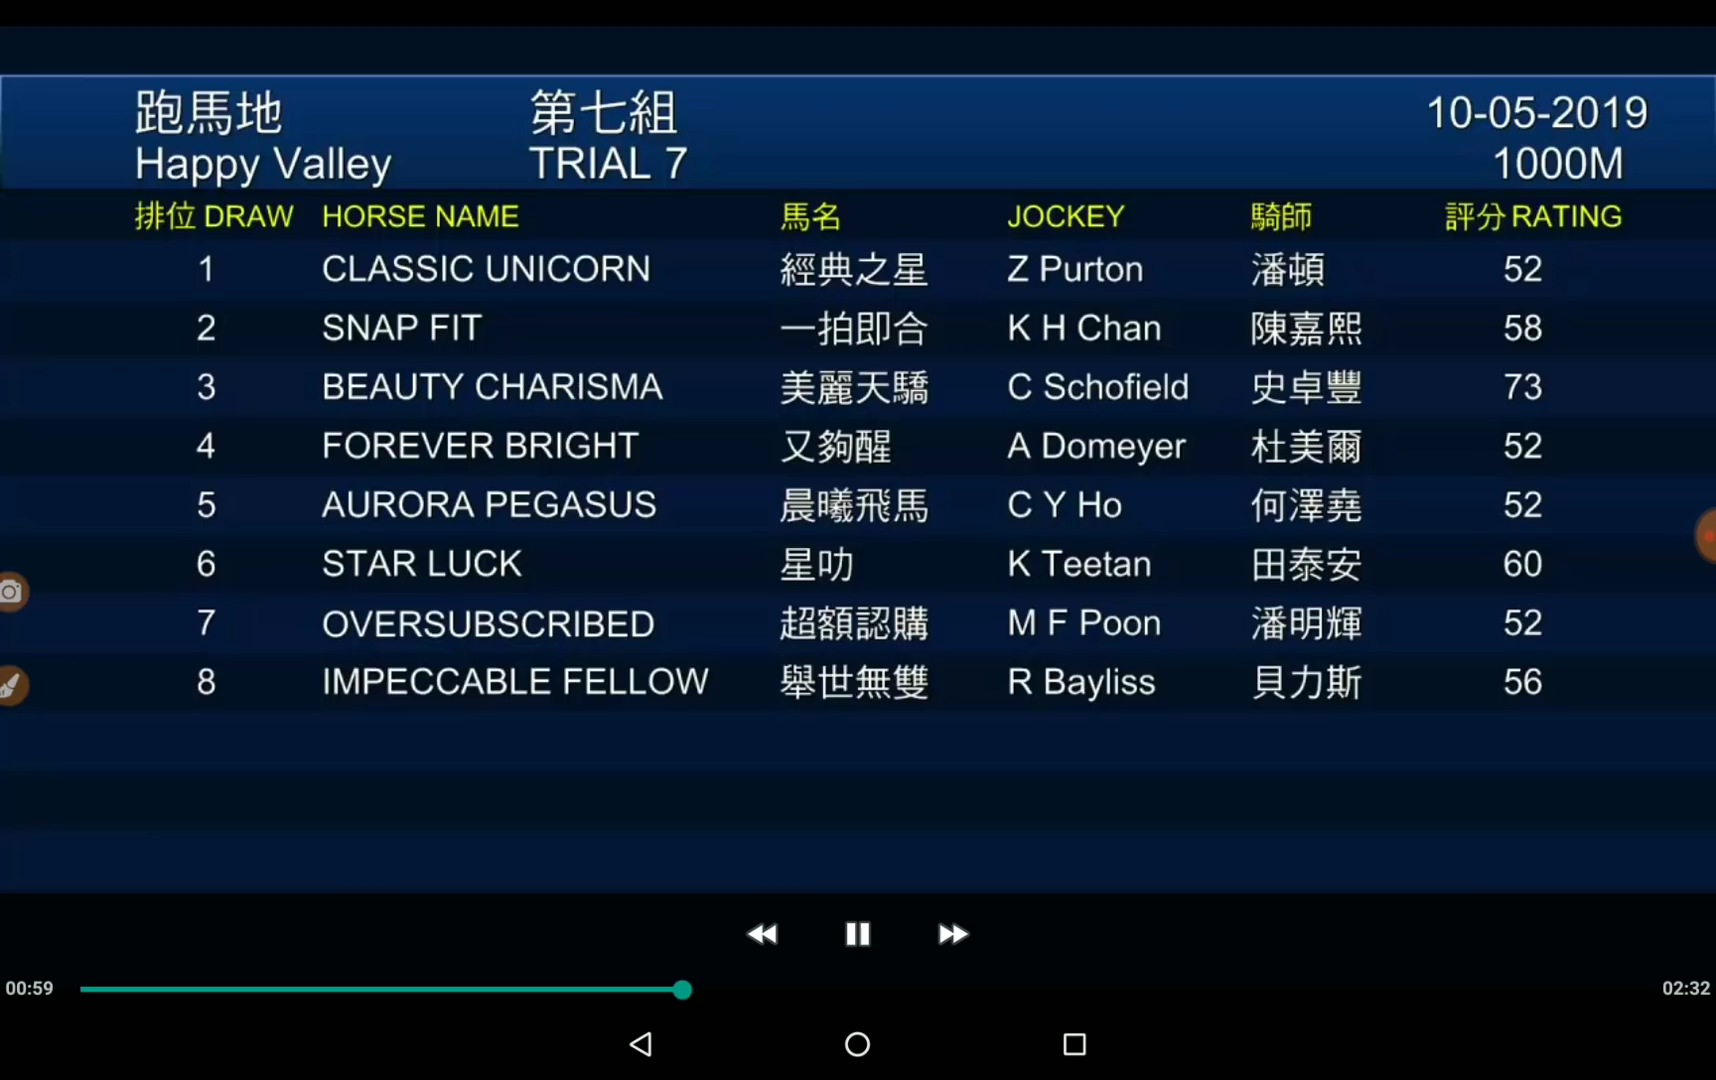 跑馬地 第七組 10-05-2019
Happy Valley TRIAL 7 1000M
排位 DRAW HORSE NAME 馬名 JOCKEY 騎師 評分 RATING
1 CLASSIC UNICORN 經典之星 Z Purton 潘頓 52
2 SNAP FIT 一拍即合 K H Chan 陳嘉熙 58
3 BEAUTY CHARISMA 美麗天驕 C Schofield 史卓豐 73
4 FOREVER BRIGHT 又夠醒 A Domeyer 杜美爾 52
5 AURORA PEGASUS 晨曦飛馬 C Y Ho 何澤堯 52
6 STAR LUCK 星叻 K Teetan 田泰安 60
7 OVERSUBSCRIBED 超額認購 M F Poon 潘明輝 52
8 IMPECCABLE FELLOW 舉世無雙 R Bayliss 貝力斯 56
00:59 02:32